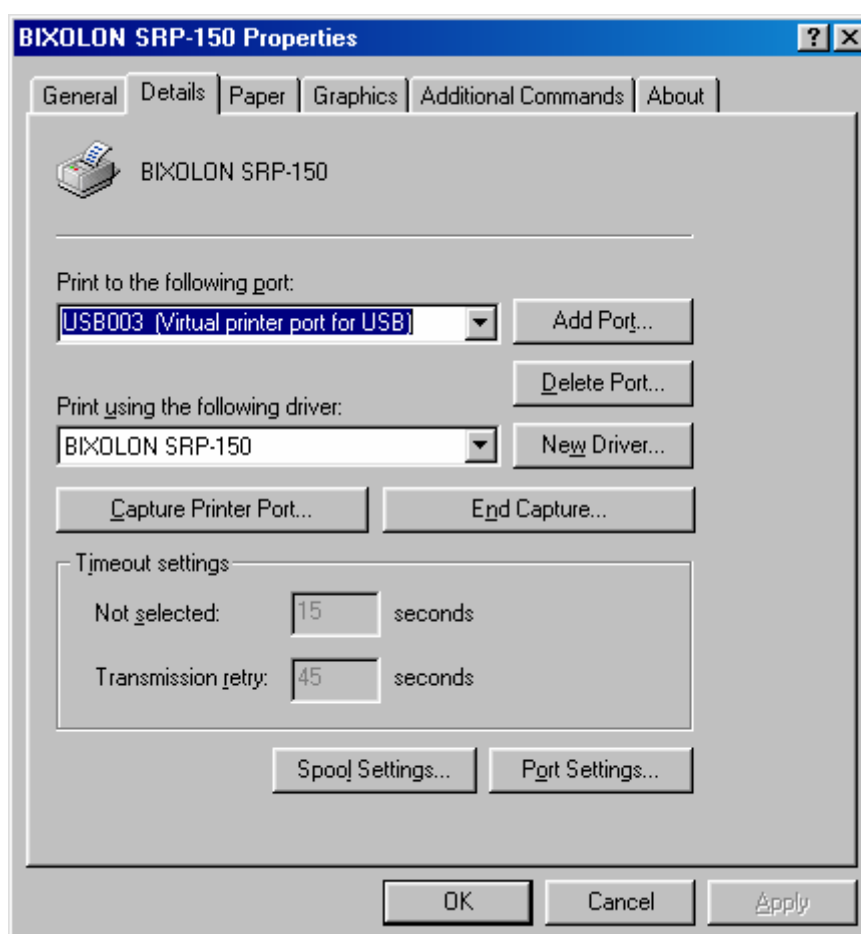 BIXOLON SRP-150 Properties
General Details Paper Graphics Additional Commands About
BIXOLON SRP-150
Print to the following port:
USB003 (Virtual printer port for USB) Add Port...
Delete Port...
Print using the following driver:
BIXOLON SRP-150 New Driver...
Capture Printer Port... End Capture...
Timeout settings
Not selected: 15 seconds
Transmission retry: 45 seconds
Spool Settings... Port Settings...
OK Cancel Apply